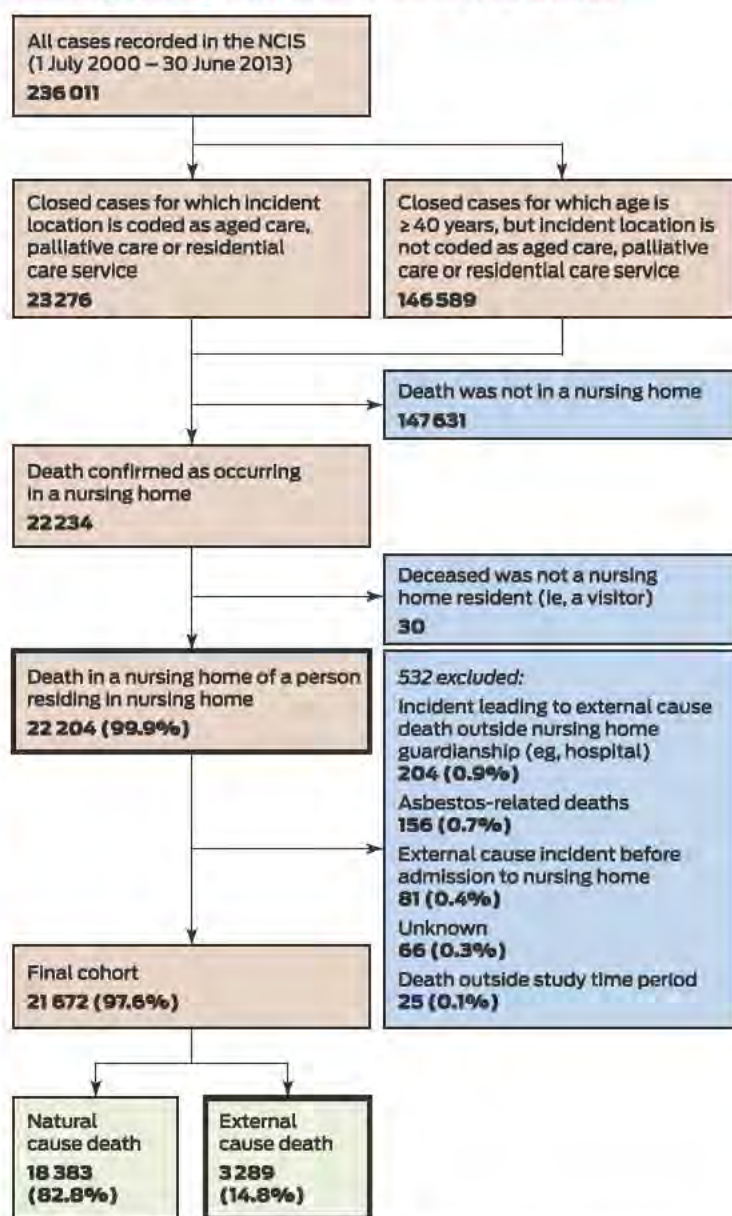 All cases recorded in the NCIS
(1 July 2000 – 30 June 2013)
236 011
Closed cases for which incident
location is coded as aged care,
palliative care or residential
care service
23 276
Closed cases for which age is
≥ 40 years, but incident location is
not coded as aged care, palliative
care or residential care service
146 589
Death was not in a nursing home
147 631
Death confirmed as occurring
in a nursing home
22 234
Deceased was not a nursing
home resident (ie, a visitor)
30
Death in a nursing home of a person
residing in nursing home
22 204 (99.9%)
532 excluded:
Incident leading to external cause
death outside nursing home
guardianship (eg, hospital)
204 (0.9%)
Asbestos-related deaths
156 (0.7%)
External cause incident before
admission to nursing home
81 (0.4%)
Unknown
66 (0.3%)
Death outside study time period
25 (0.1%)
Final cohort
21 672 (97.6%)
Natural
cause death
18 383
(82.8%)
External
cause death
3 289
(14.8%)